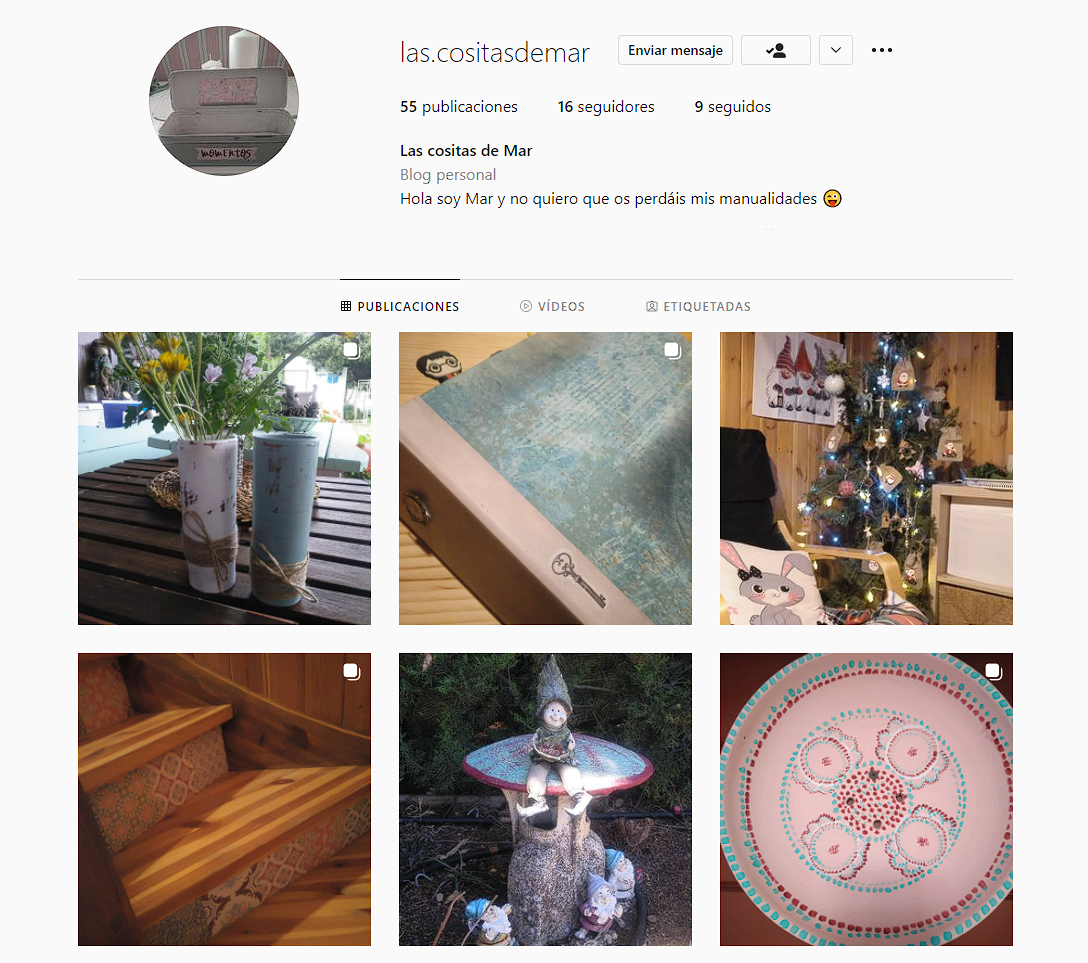 momentos
las.cositasdemar
Enviar mensaje
55 publicaciones 16 seguidores 9 seguidos
Las cositas de Mar
Blog personal
Hola soy Mar y no quiero que os perdáis mis manualidades 😜
PUBLICACIONES VÍDEOS ETIQUETADAS